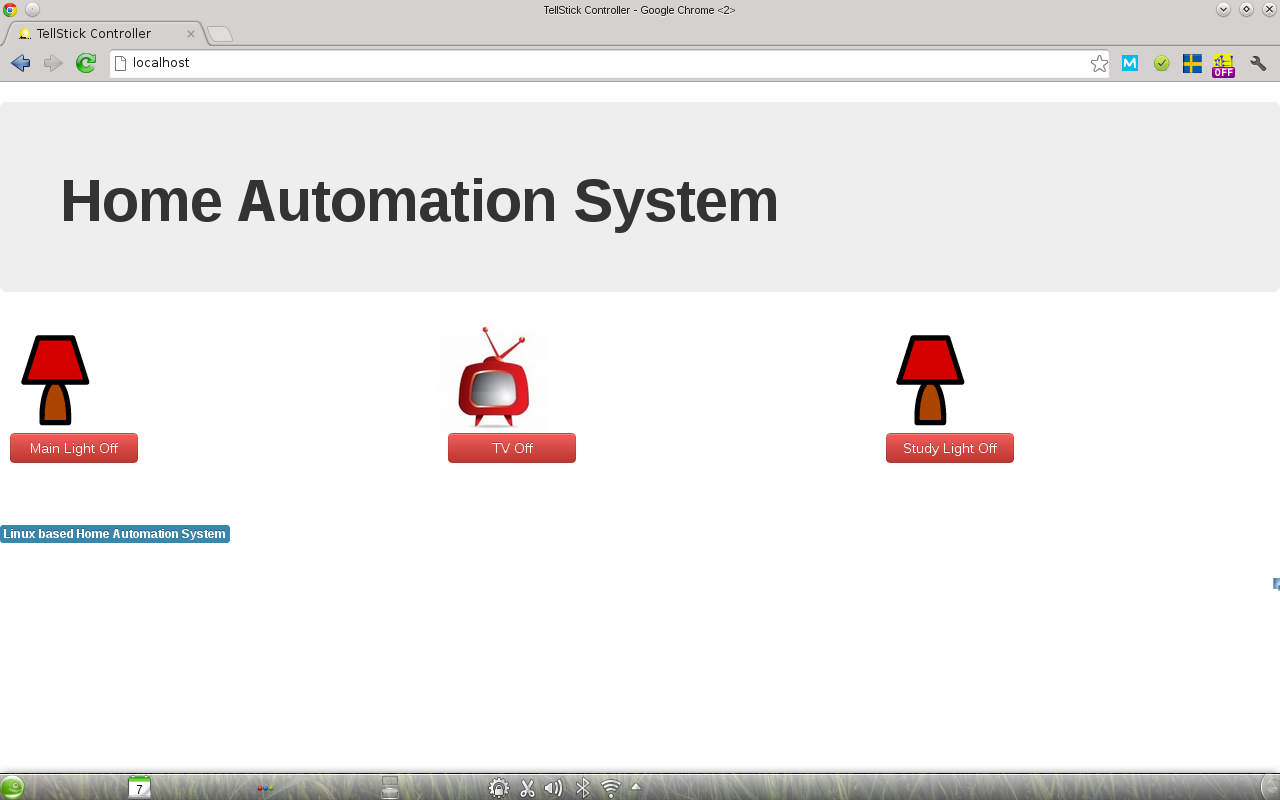 TellStick Controller - Google Chrome <2>
TellStick Controller
localhost
M
OFF
Home Automation System
Main Light Off
TV Off
Study Light Off
Linux based Home Automation System
7